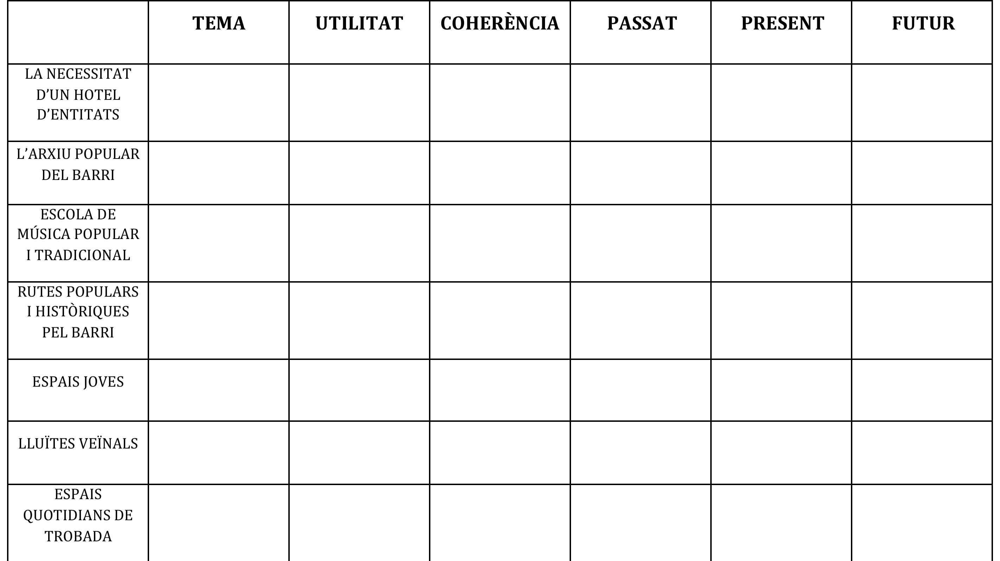 TEMA UTILITAT COHERÈNCIA PASSAT PRESENT FUTUR
LA NECESSITAT
D’UN HOTEL
D’ENTITATS
L’ARXIU POPULAR
DEL BARRI
ESCOLA DE
MÚSICA POPULAR
I TRADICIONAL
RUTES POPULARS
I HISTÒRIQUES
PEL BARRI
ESPAIS JOVES
LLUÏTES VEÏNALS
ESPAIS
QUOTIDIANS DE
TROBADA